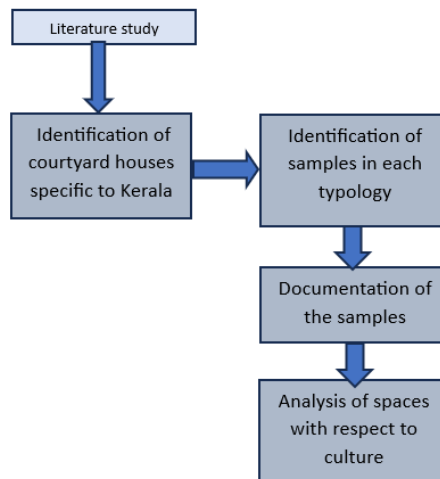 Literature study
Identification of
courtyard houses
specific to Kerala
Identification of
samples in each
typology
Documentation of
the samples
Analysis of spaces
with respect to
culture